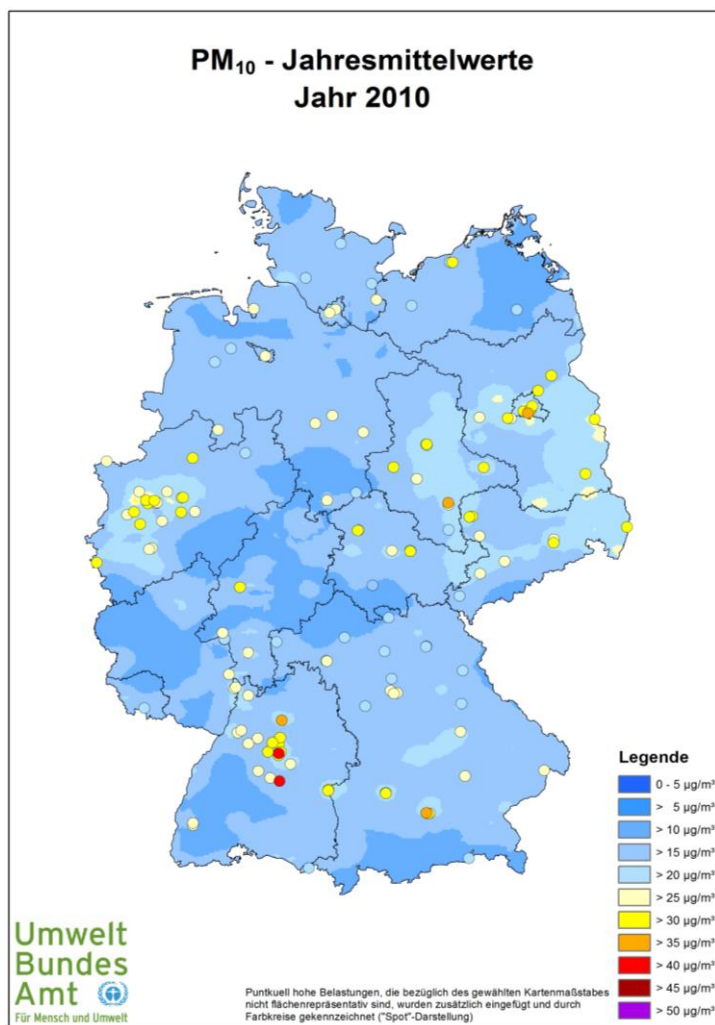 PM₁₀ - Jahresmittelwerte
Jahr 2010
Legende
0 - 5 µg/m³
> 5 µg/m³
> 10 µg/m³
> 15 µg/m³
> 20 µg/m³
> 25 µg/m³
> 30 µg/m³
> 35 µg/m³
> 40 µg/m³
> 45 µg/m³
> 50 µg/m³
Umwelt
Bundes
Amt
Für Mensch und Umwelt
Punktuell hohe Belastungen, die bezüglich des gewählten Kartenmaßstabes
nicht flächenrepräsentativ sind, wurden zusätzlich eingefügt und durch
Farbkreise gekennzeichnet ("Spot"-Darstellung)